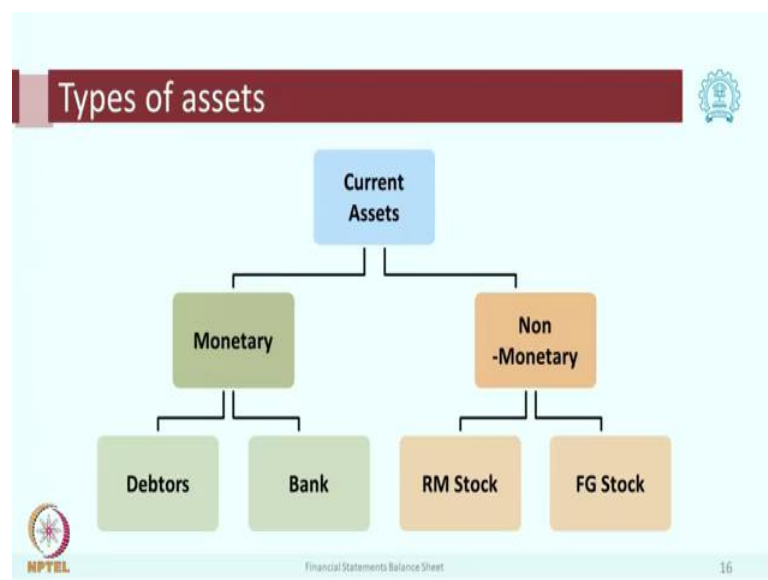 Types of assets
Current
Assets
Monetary
Non
-Monetary
Debtors
Bank
RM Stock
FG Stock
NPTEL
Financial Statements Balance Sheet
16